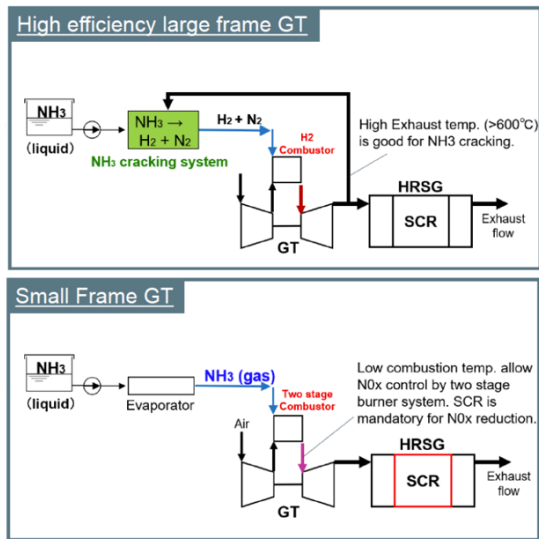 High efficiency large frame GT
NH3
(liquid)
NH3 →
H2 + N2
NH3 cracking system
H2 + N2
H2
Combustor
GT
High Exhaust temp. (>600℃)
is good for NH3 cracking.
HRSG
SCR
Exhaust
flow
Small Frame GT
NH3
(liquid)
Evaporator
NH3 (gas)
Two stage
Combustor
Air
GT
Low combustion temp. allow
N0x control by two stage
burner system. SCR is
mandatory for N0x reduction.
HRSG
SCR
Exhaust
flow